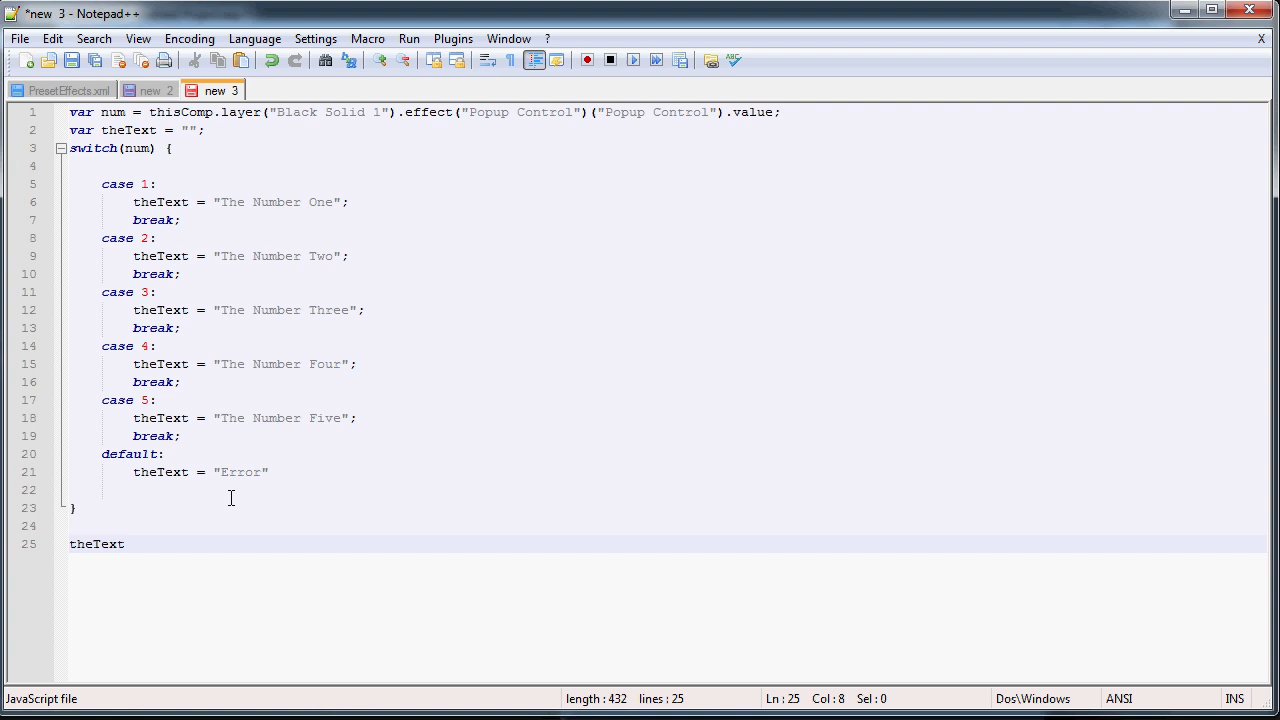 *new  3 - Notepad++
File Edit Search View Encoding Language Settings Macro Run Plugins Window ? X
PresetEffects.xml new 2 new 3
1 var num = thisComp.layer("Black Solid 1").effect("Popup Control")("Popup Control").value;
2 var theText = "";
3 switch(num) {
4
5 case 1:
6 theText = "The Number One";
7 break;
8 case 2:
9 theText = "The Number Two";
10 break;
11 case 3:
12 theText = "The Number Three";
13 break;
14 case 4:
15 theText = "The Number Four";
16 break;
17 case 5:
18 theText = "The Number Five";
19 break;
20 default:
21 theText = "Error"
22
23 }
24
25 theText
JavaScript file length : 432 lines : 25 Ln : 25 Col : 8 Sel : 0 Dos\Windows ANSI INS